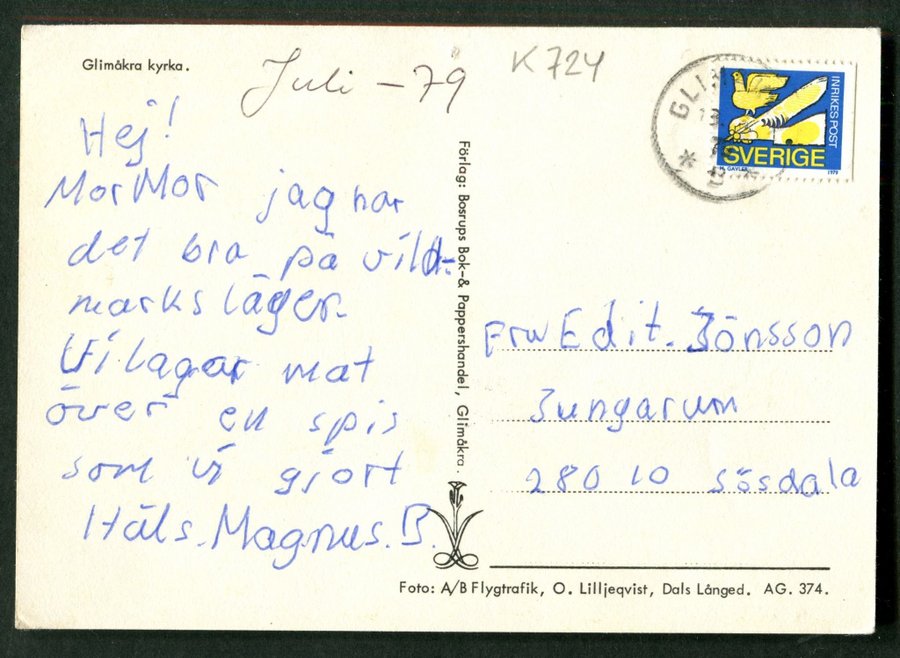 Glimåkra kyrka.
Juli - 79
K 724
Hej!
MorMor jag har
det bra på vild-
marksläger.
Vi lagar mat
över en spis
som vi gjort
Häls. Magnus. B.
Förlag: Bosrups Bok-& Pappershandel, Glimåkra.
INRIKES POST
SVERIGE
1979
Fru Edit. Jönsson
Jungarum
280 10 Sösdala
Foto: A/B Flygtrafik, O. Lilljeqvist, Dals Långed. AG. 374.